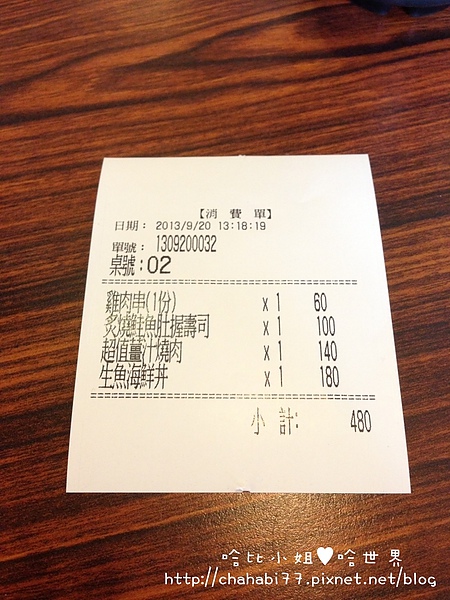 【消 費 單】
日期： 2013/9/20 13:18:19
單號： 1309200032
桌號：02
雞肉串(1份) x 1 60
炙燒鮭魚肚握壽司 x 1 100
超值薑汁燒肉 x 1 140
生魚海鮮丼 x 1 180
小 計： 480
哈比小姐♥哈世界
http://chahabi77.pixnet.net/blog